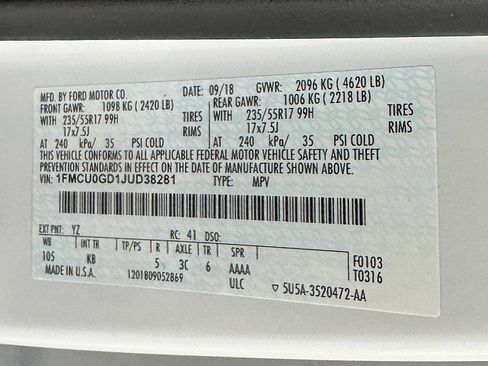 MFD. BY FORD MOTOR CO. DATE: 09/18 GVWR: 2096 KG ( 4620 LB)
FRONT GAWR: 1098 KG ( 2420 LB) REAR GAWR: 1006 KG ( 2218 LB)
WITH 235/55R17 99H TIRES WITH 235/55R17 99H TIRES
17x7.5J RIMS 17x7.5J RIMS
AT 240 kPa/ 35 PSI COLD AT 240 kPa/ 35 PSI COLD
THIS VEHICLE CONFORMS TO ALL APPLICABLE FEDERAL MOTOR VEHICLE SAFETY AND THEFT
PREVENTION STANDARDS IN EFFECT ON THE DATE OF MANUFACTURE SHOWN ABOVE.
VIN: 1FMCU0GD1JUD38281 TYPE: MPV
EXT PNT: YZ RC: 41 DSO:
WB INT TR TP/PS R AXLE TR SPR
105 KB 5 3C 6 AAAA F0103
ULC T0316
MADE IN U.S.A. 1201809052869 5U5A-3520472-AA